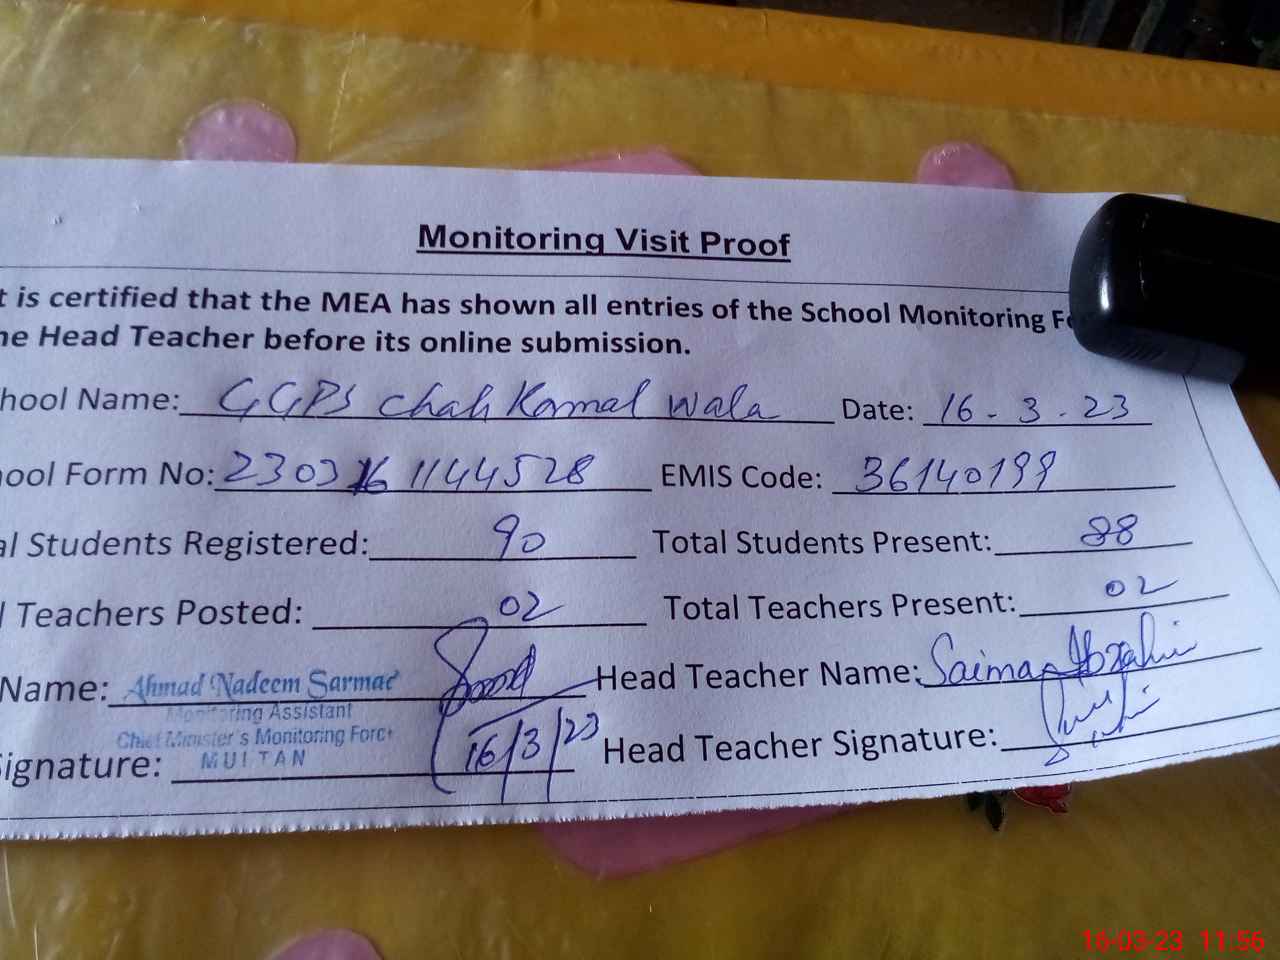 Monitoring Visit Proof
t is certified that the MEA has shown all entries of the School Monitoring Fo
he Head Teacher before its online submission.
hool Name: GGPS Chah Kamal Wala Date: 16-3-23
hool Form No: 230316 1144528 EMIS Code: 36140199
al Students Registered: 90 Total Students Present: 88
l Teachers Posted: 02 Total Teachers Present: 02
Name: Ahmad Nadeem Sarmad Head Teacher Name: Saima Ibrahim
Monitoring Assistant
Chief Minister's Monitoring Force
MULTAN
Signature: 16/3/23 Head Teacher Signature:
16-03-23 11:56